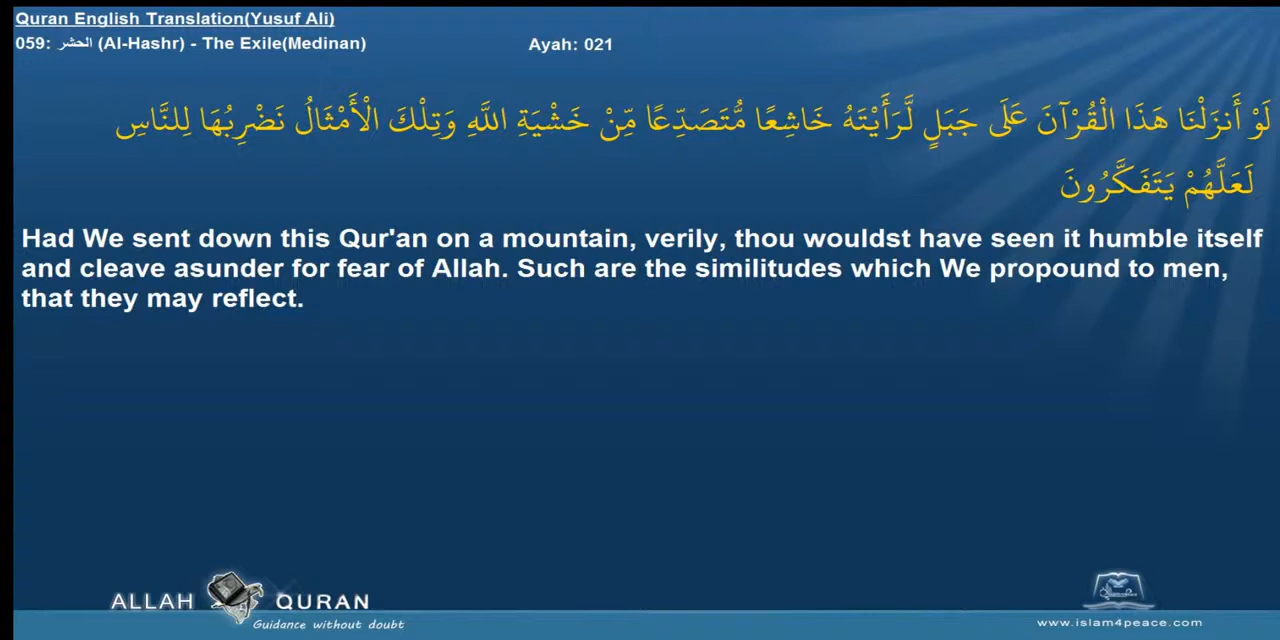 Quran English Translation(Yusuf Ali)
059: الحشر (Al-Hashr) - The Exile(Medinan) Ayah: 021
لَوْ أَنزَلْنَا هَذَا الْقُرْآنَ عَلَى جَبَلٍ لَّرَأَيْتَهُ خَاشِعًا مُّتَصَدِّعًا مِّنْ خَشْيَةِ اللَّهِ وَتِلْكَ الْأَمْثَالُ نَضْرِبُهَا لِلنَّاسِ
لَعَلَّهُمْ يَتَفَكَّرُونَ
Had We sent down this Qur'an on a mountain, verily, thou wouldst have seen it humble itself
and cleave asunder for fear of Allah. Such are the similitudes which We propound to men,
that they may reflect.
ALLAH QURAN
Guidance without doubt
www.islam4peace.com